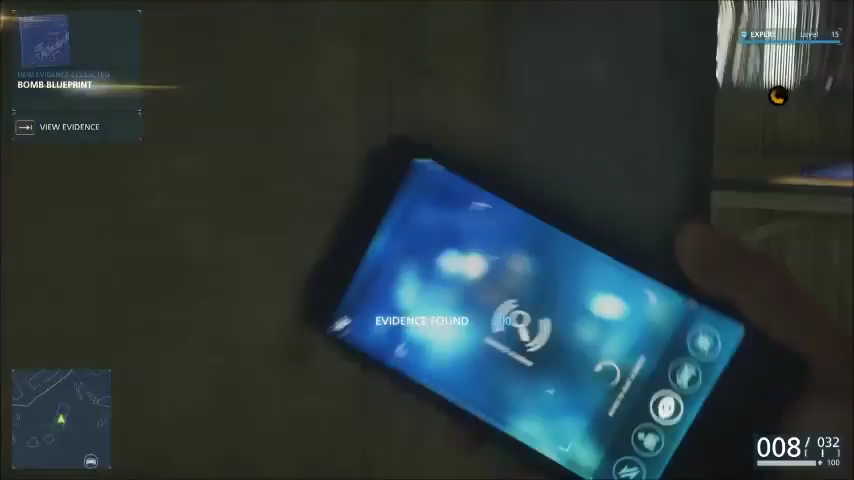 NEW EVIDENCE COLLECTED
BOMB BLUEPRINT
VIEW EVIDENCE
EXPERT Level 15
EVIDENCE FOUND
008 / 032
+ 100